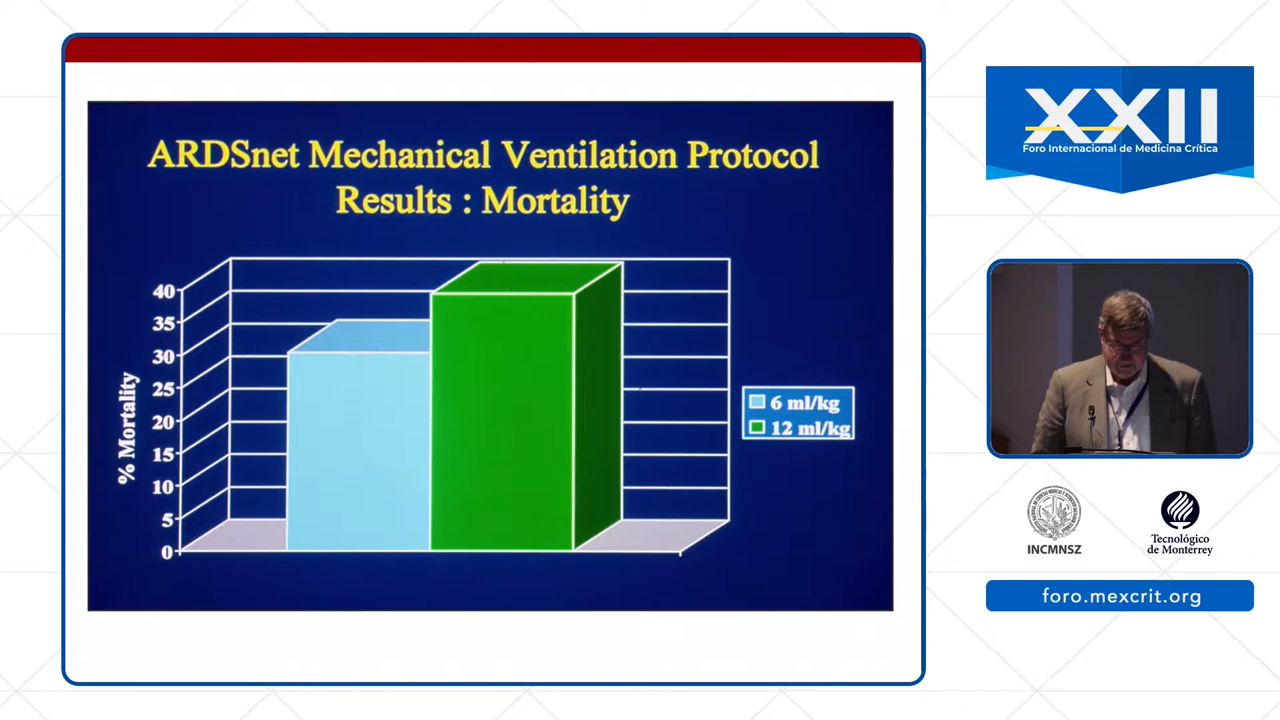 ARDSnet Mechanical Ventilation Protocol
Results : Mortality
% Mortality
40
35
30
25
20
15
10
5
0
6 ml/kg
12 ml/kg
XXII
Foro Internacional de Medicina Crítica
INCMNSZ
Tecnológico
de Monterrey
foro.mexcrit.org